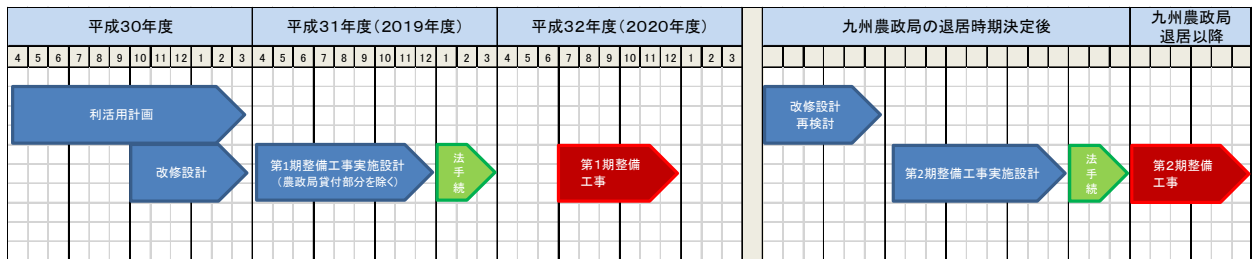 平成30年度
平成31年度(2019年度)
平成32年度(2020年度)
九州農政局の退居時期決定後
九州農政局
退居以降
4 5 6 7 8 9 10 11 12 1 2 3 4 5 6 7 8 9 10 11 12 1 2 3 4 5 6 7 8 9 10 11 12 1 2 3
利活用計画
改修設計
再検討
改修設計
第1期整備工事実施設計
(農政局貸付部分を除く)
法
手
続
第1期整備
工事
第2期整備工事実施設計
法
手
続
第2期整備
工事